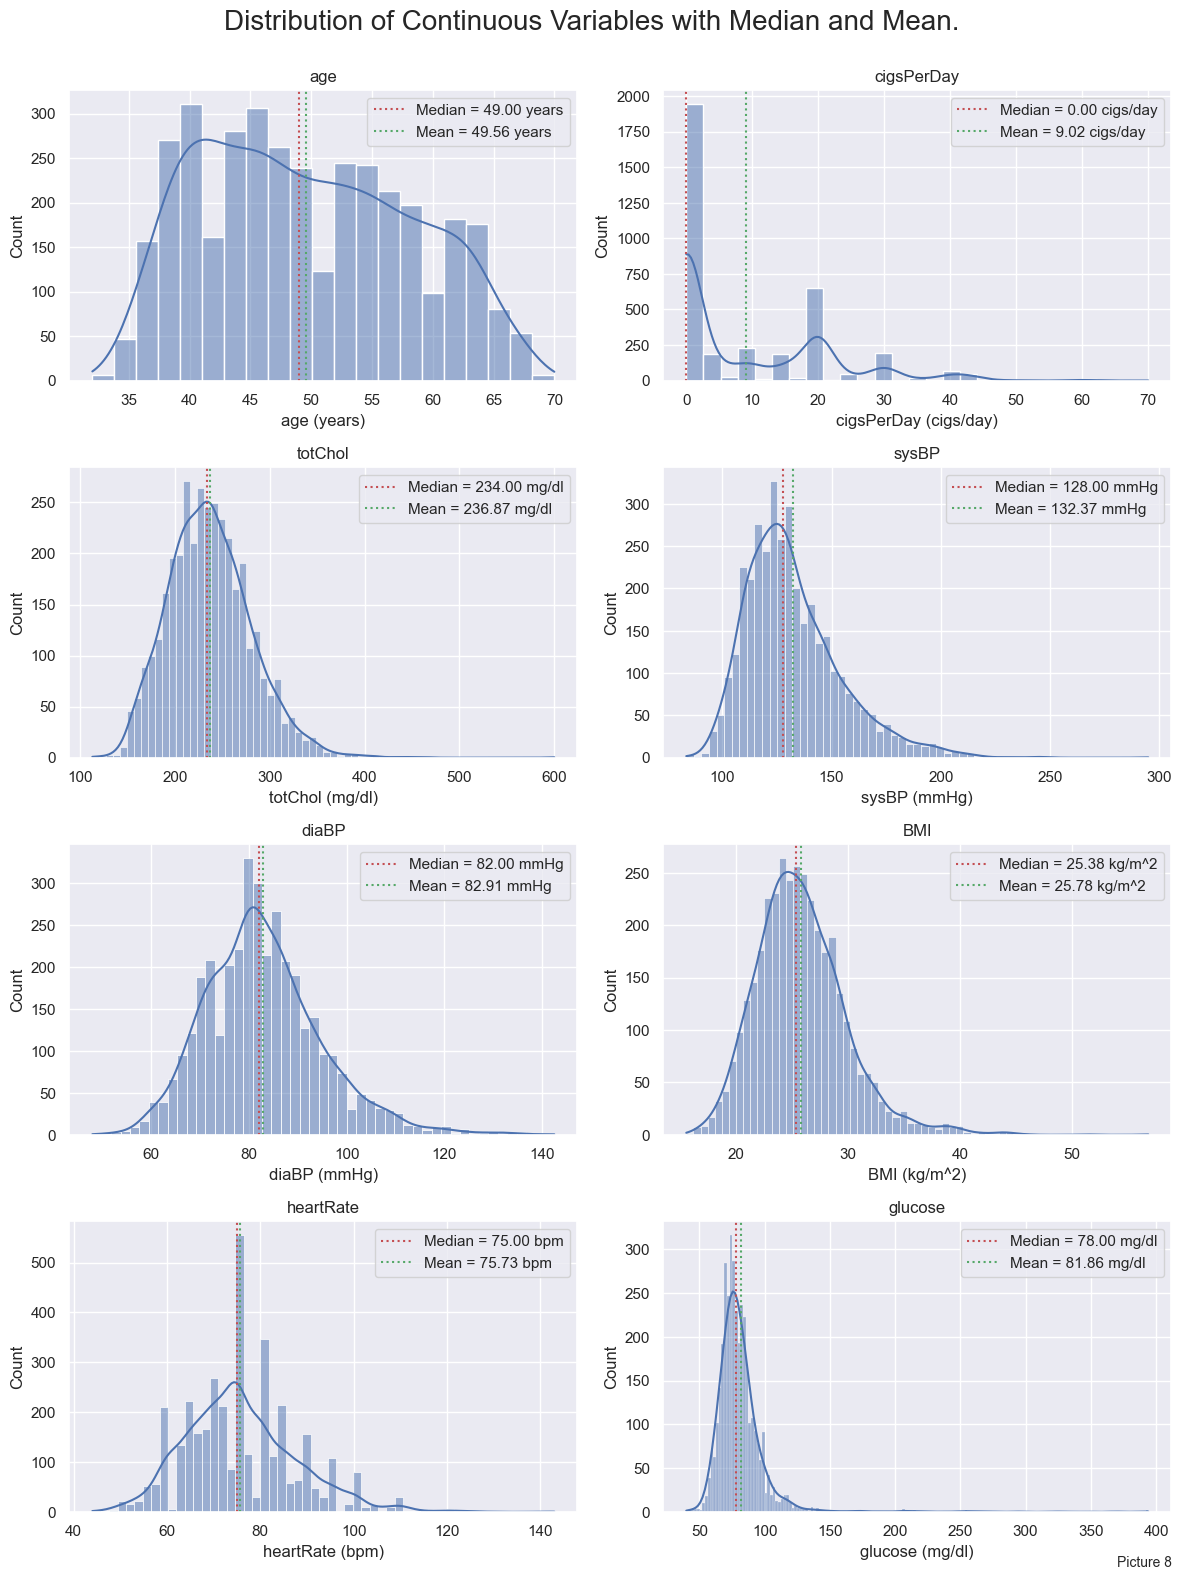 Distribution of Continuous Variables with Median and Mean.
age
Median = 49.00 years
Mean = 49.56 years
Count
300
250
200
150
100
50
0
35 40 45 50 55 60 65 70
age (years)
cigsPerDay
Median = 0.00 cigs/day
Mean = 9.02 cigs/day
Count
2000
1750
1500
1250
1000
750
500
250
0
0 10 20 30 40 50 60 70
cigsPerDay (cigs/day)
totChol
Median = 234.00 mg/dl
Mean = 236.87 mg/dl
Count
250
200
150
100
50
0
100 200 300 400 500 600
totChol (mg/dl)
sysBP
Median = 128.00 mmHg
Mean = 132.37 mmHg
Count
300
250
200
150
100
50
0
100 150 200 250 300
sysBP (mmHg)
diaBP
Median = 82.00 mmHg
Mean = 82.91 mmHg
Count
300
250
200
150
100
50
0
60 80 100 120 140
diaBP (mmHg)
BMI
Median = 25.38 kg/m^2
Mean = 25.78 kg/m^2
Count
250
200
150
100
50
0
20 30 40 50
BMI (kg/m^2)
heartRate
Median = 75.00 bpm
Mean = 75.73 bpm
Count
500
400
300
200
100
0
40 60 80 100 120 140
heartRate (bpm)
glucose
Median = 78.00 mg/dl
Mean = 81.86 mg/dl
Count
300
250
200
150
100
50
0
50 100 150 200 250 300 350 400
glucose (mg/dl)
Picture 8